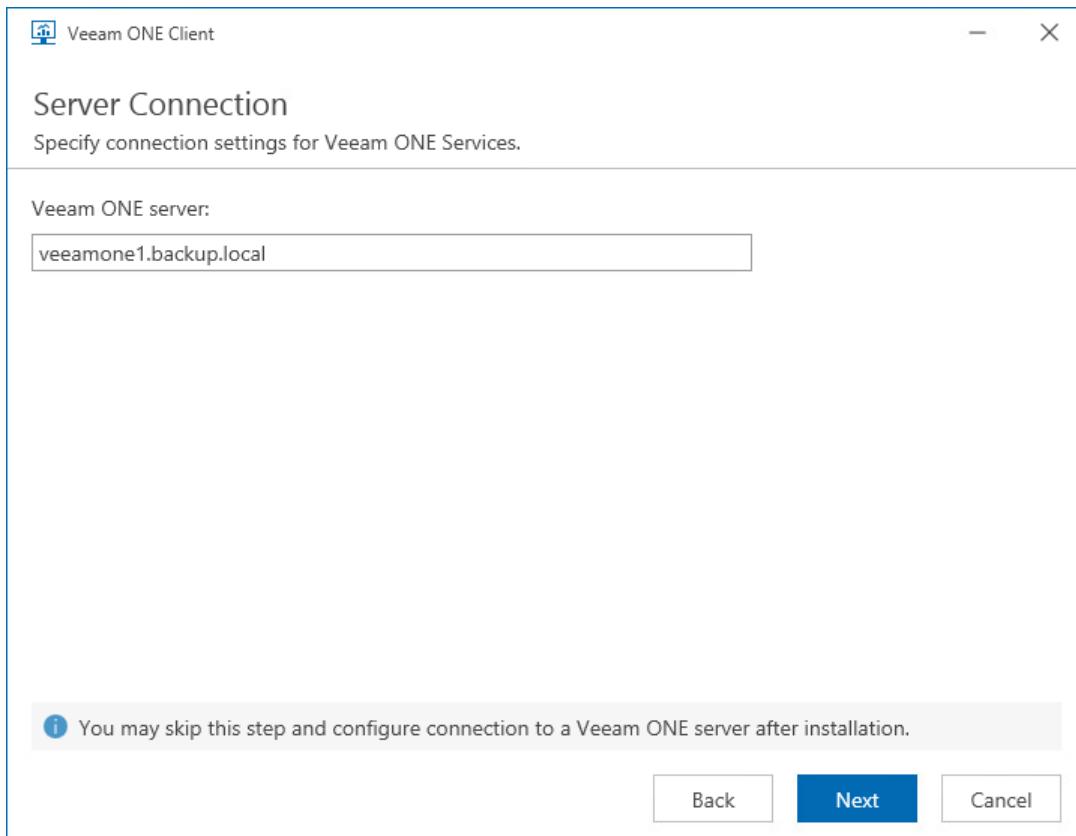 Veeam ONE Client
Server Connection
Specify connection settings for Veeam ONE Services.
Veeam ONE server:
veeamone1.backup.local
You may skip this step and configure connection to a Veeam ONE server after installation.
Back Next Cancel